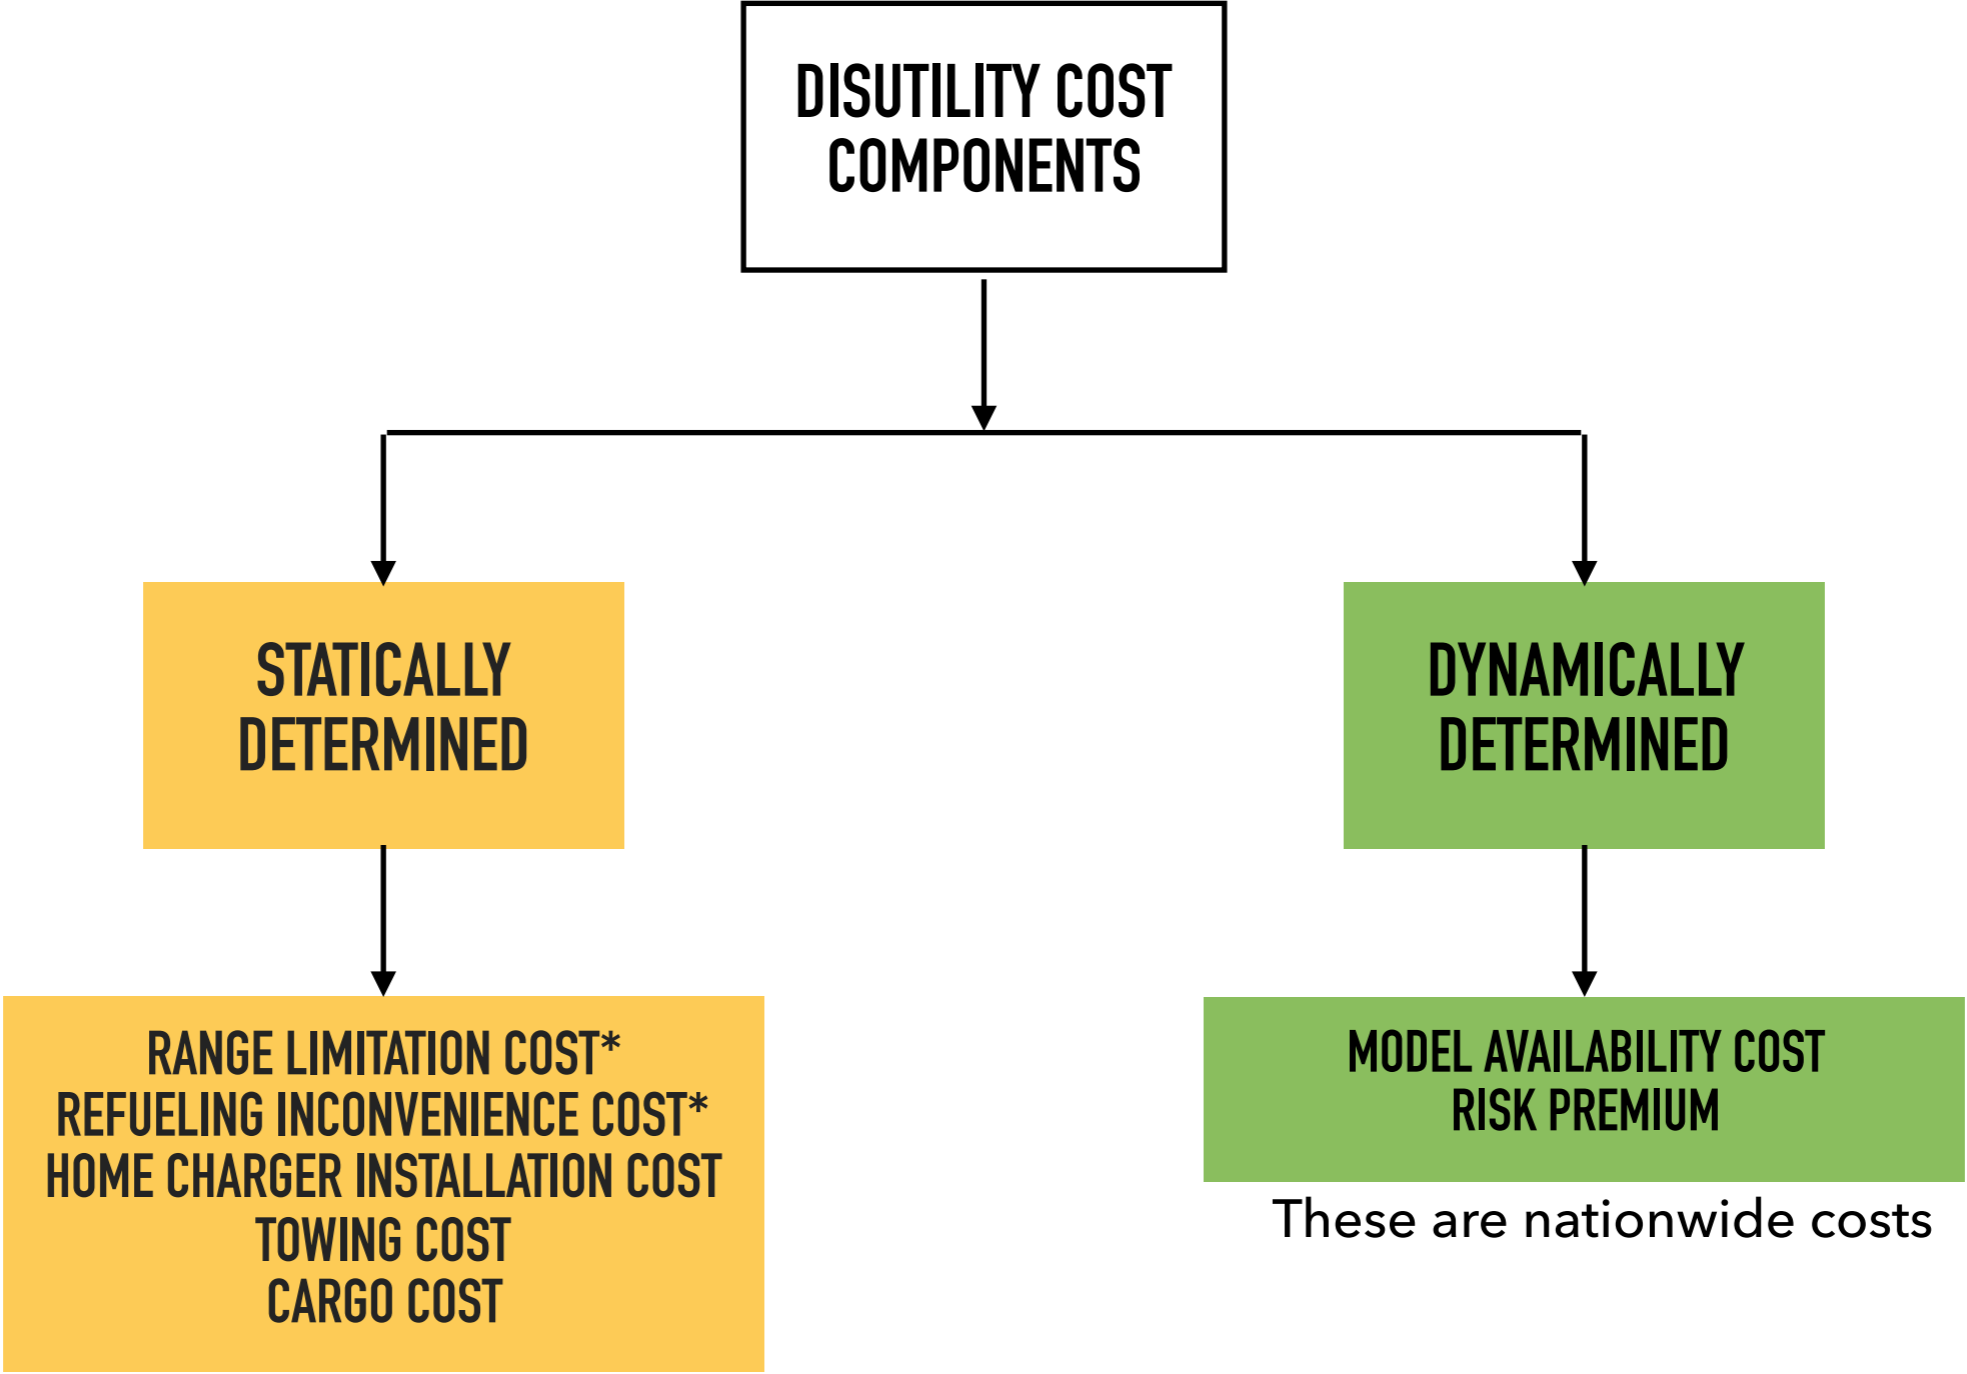 DISUTILITY COST
COMPONENTS
STATICALLY
DETERMINED
DYNAMICALLY
DETERMINED
RANGE LIMITATION COST*
REFUELING INCONVENIENCE COST*
HOME CHARGER INSTALLATION COST
TOWING COST
CARGO COST
MODEL AVAILABILITY COST
RISK PREMIUM
These are nationwide costs